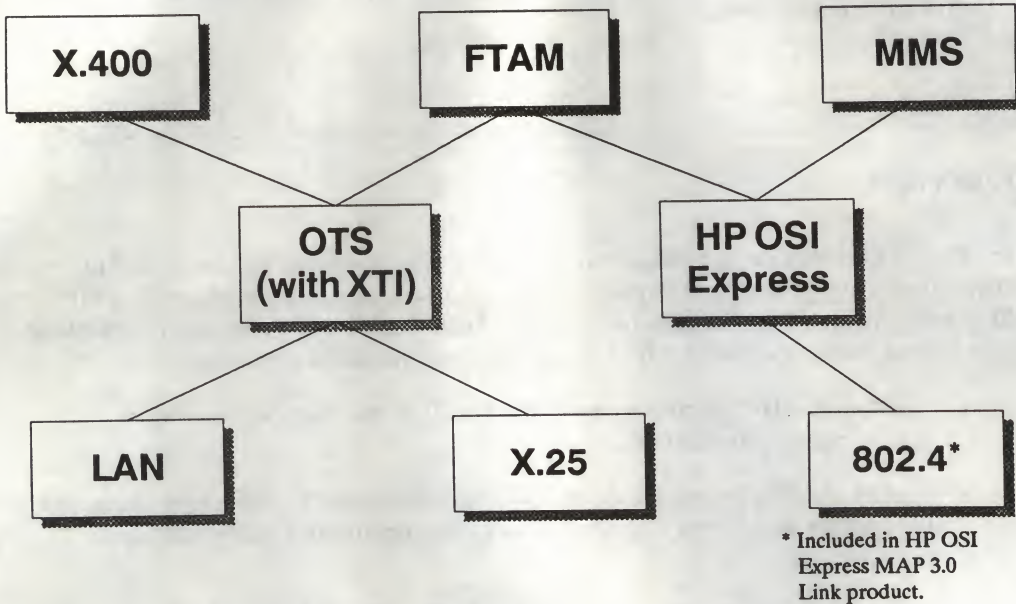 X.400
FTAM
MMS
OTS
(with XTI)
HP OSI
Express
LAN
X.25
802.4*
* Included in HP OSI
Express MAP 3.0
Link product.